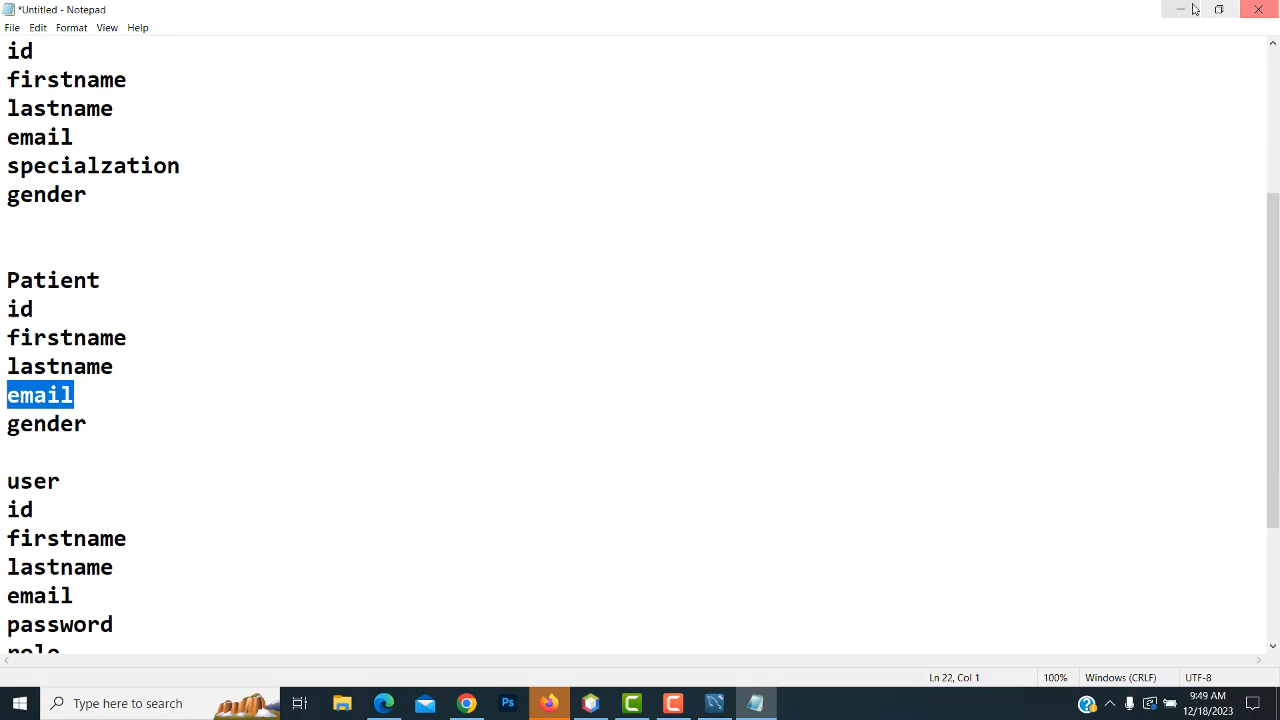 *Untitled - Notepad
File Edit Format View Help
id
firstname
lastname
email
specialzation
gender
Patient
id
firstname
lastname
email
gender
user
id
firstname
lastname
email
password
role
Ln 22, Col 1 100% Windows (CRLF) UTF-8
Type here to search
Ps
9:49 AM
12/18/2023